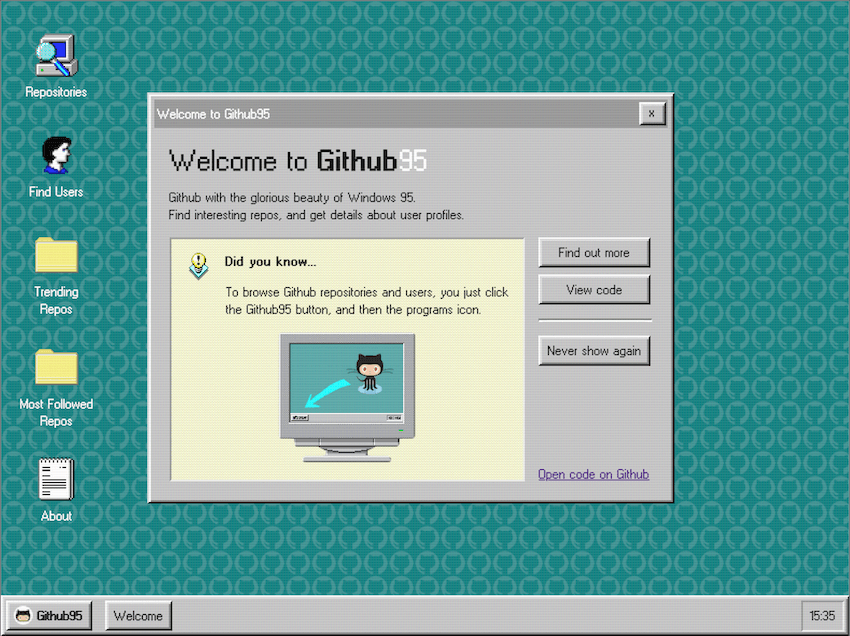 Repositories
Find Users
Trending
Repos
Most Followed
Repos
About
Welcome to Github95
x
Welcome to Github95
Github with the glorious beauty of Windows 95.
Find interesting repos, and get details about user profiles.
Did you know...
To browse Github repositories and users, you just click
the Github95 button, and then the programs icon.
Find out more
View code
Never show again
Open code on Github
Github95
Welcome
15:35